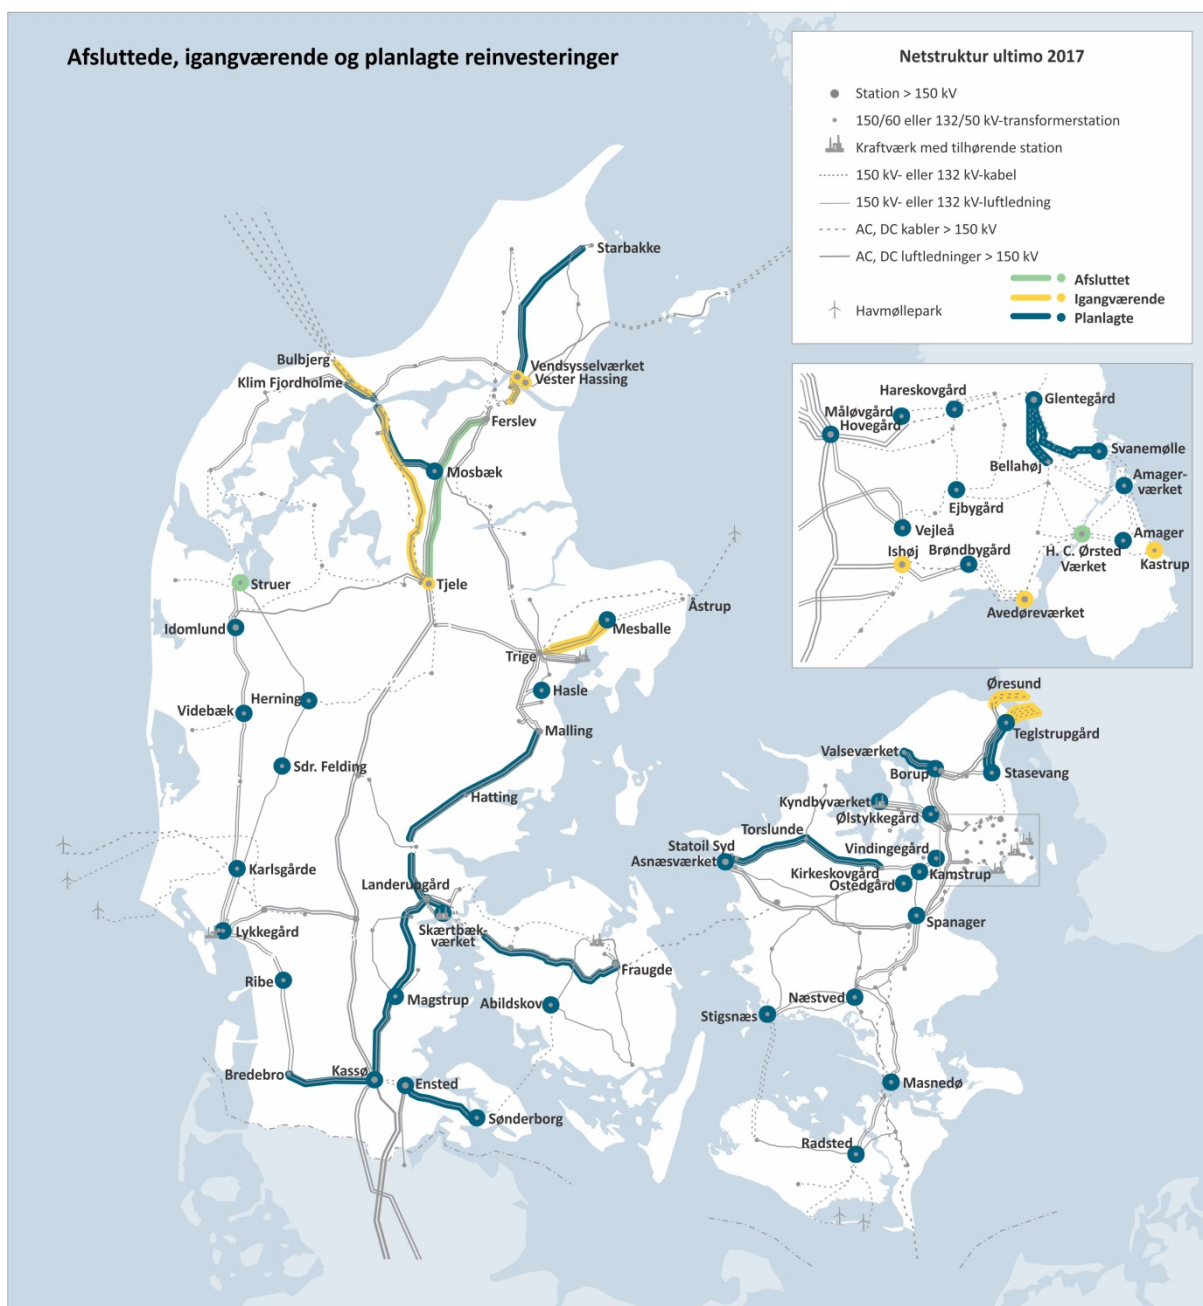 Afsluttede, igangværende og planlagte reinvesteringer
Netstruktur ultimo 2017
Station > 150 kV
150/60 eller 132/50 kV-transformerstation
Kraftværk med tilhørende station
150 kV- eller 132 kV-kabel
150 kV- eller 132 kV-luftledning
AC, DC kabler > 150 kV
AC, DC luftledninger > 150 kV
Afsluttet
Igangværende
Planlagte
Havmøllepark
Starbakke
Bulbjerg
Klim Fjordholme
Vendsysselværket
Vester Hassing
Ferslev
Mosbæk
Struer
Tjele
Idomlund
Åstrup
Mesballe
Trige
Herning
Hasle
Videbæk
Malling
Sdr. Felding
Hatting
Karlsgårde
Landerupgård
Lykkegård
Skærtbæk-
værket
Fraugde
Ribe
Magstrup
Abildskov
Bredebro
Kassø
Ensted
Sønderborg
Hareskovgård
Måløvgård
Hovegård
Glentegård
Svanemølle
Bellahøj
Amager-
værket
Ejbygård
Vejleå
Ishøj
Brøndbygård
H. C. Ørsted
Værket
Amager
Kastrup
Avedøreværket
Øresund
Teglstrupgård
Valseværket
Borup
Stasevang
Kyndbyværket
Ølstykkegård
Torslunde
Statoil Syd
Asnæsværket
Vindingegård
Kirkeskovgård
Kamstrup
Ostedgård
Spanager
Næstved
Stigsnæs
Masnedø
Radsted